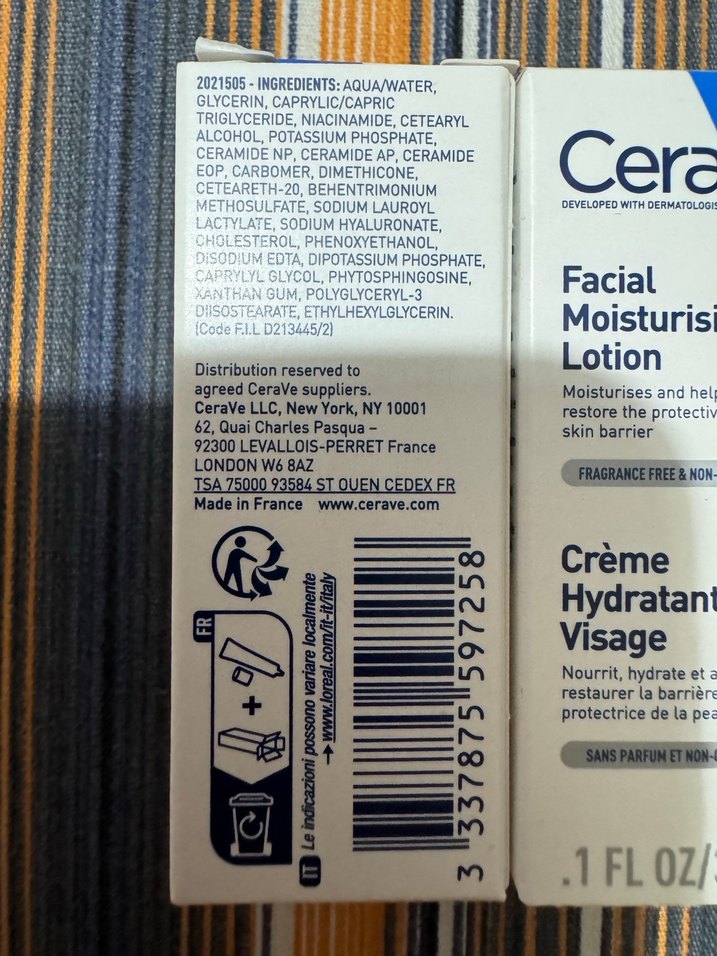 2021505 - INGREDIENTS: AQUA/WATER,
GLYCERIN, CAPRYLIC/CAPRIC
TRIGLYCERIDE, NIACINAMIDE, CETEARYL
ALCOHOL, POTASSIUM PHOSPHATE,
CERAMIDE NP, CERAMIDE AP, CERAMIDE
EOP, CARBOMER, DIMETHICONE,
CETEARETH-20, BEHENTRIMONIUM
METHOSULFATE, SODIUM LAUROYL
LACTYLATE, SODIUM HYALURONATE,
CHOLESTEROL, PHENOXYETHANOL,
DISODIUM EDTA, DIPOTASSIUM PHOSPHATE,
CAPRYLYL GLYCOL, PHYTOSPHINGOSINE,
XANTHAN GUM, POLYGLYCERYL-3
DIISOSTEARATE, ETHYLHEXYLGLYCERIN.
(Code F.I.L D213445/2)
Distribution reserved to
agreed CeraVe suppliers.
CeraVe LLC, New York, NY 10001
62, Quai Charles Pasqua –
92300 LEVALLOIS-PERRET France
LONDON W6 8AZ
TSA 75000 93584 ST OUEN CEDEX FR
Made in France www.cerave.com
FR
IT Le indicazioni possono variare localmente
→ www.loreal.com/it-it/italy
3 337875 597258
Cera
DEVELOPED WITH DERMATOLOGIS
Facial
Moisturisi
Lotion
Moisturises and help
restore the protectiv
skin barrier
FRAGRANCE FREE & NON-
Crème
Hydratant
Visage
Nourrit, hydrate et a
restaurer la barrière
protectrice de la pea
SANS PARFUM ET NON-
.1 FL OZ/